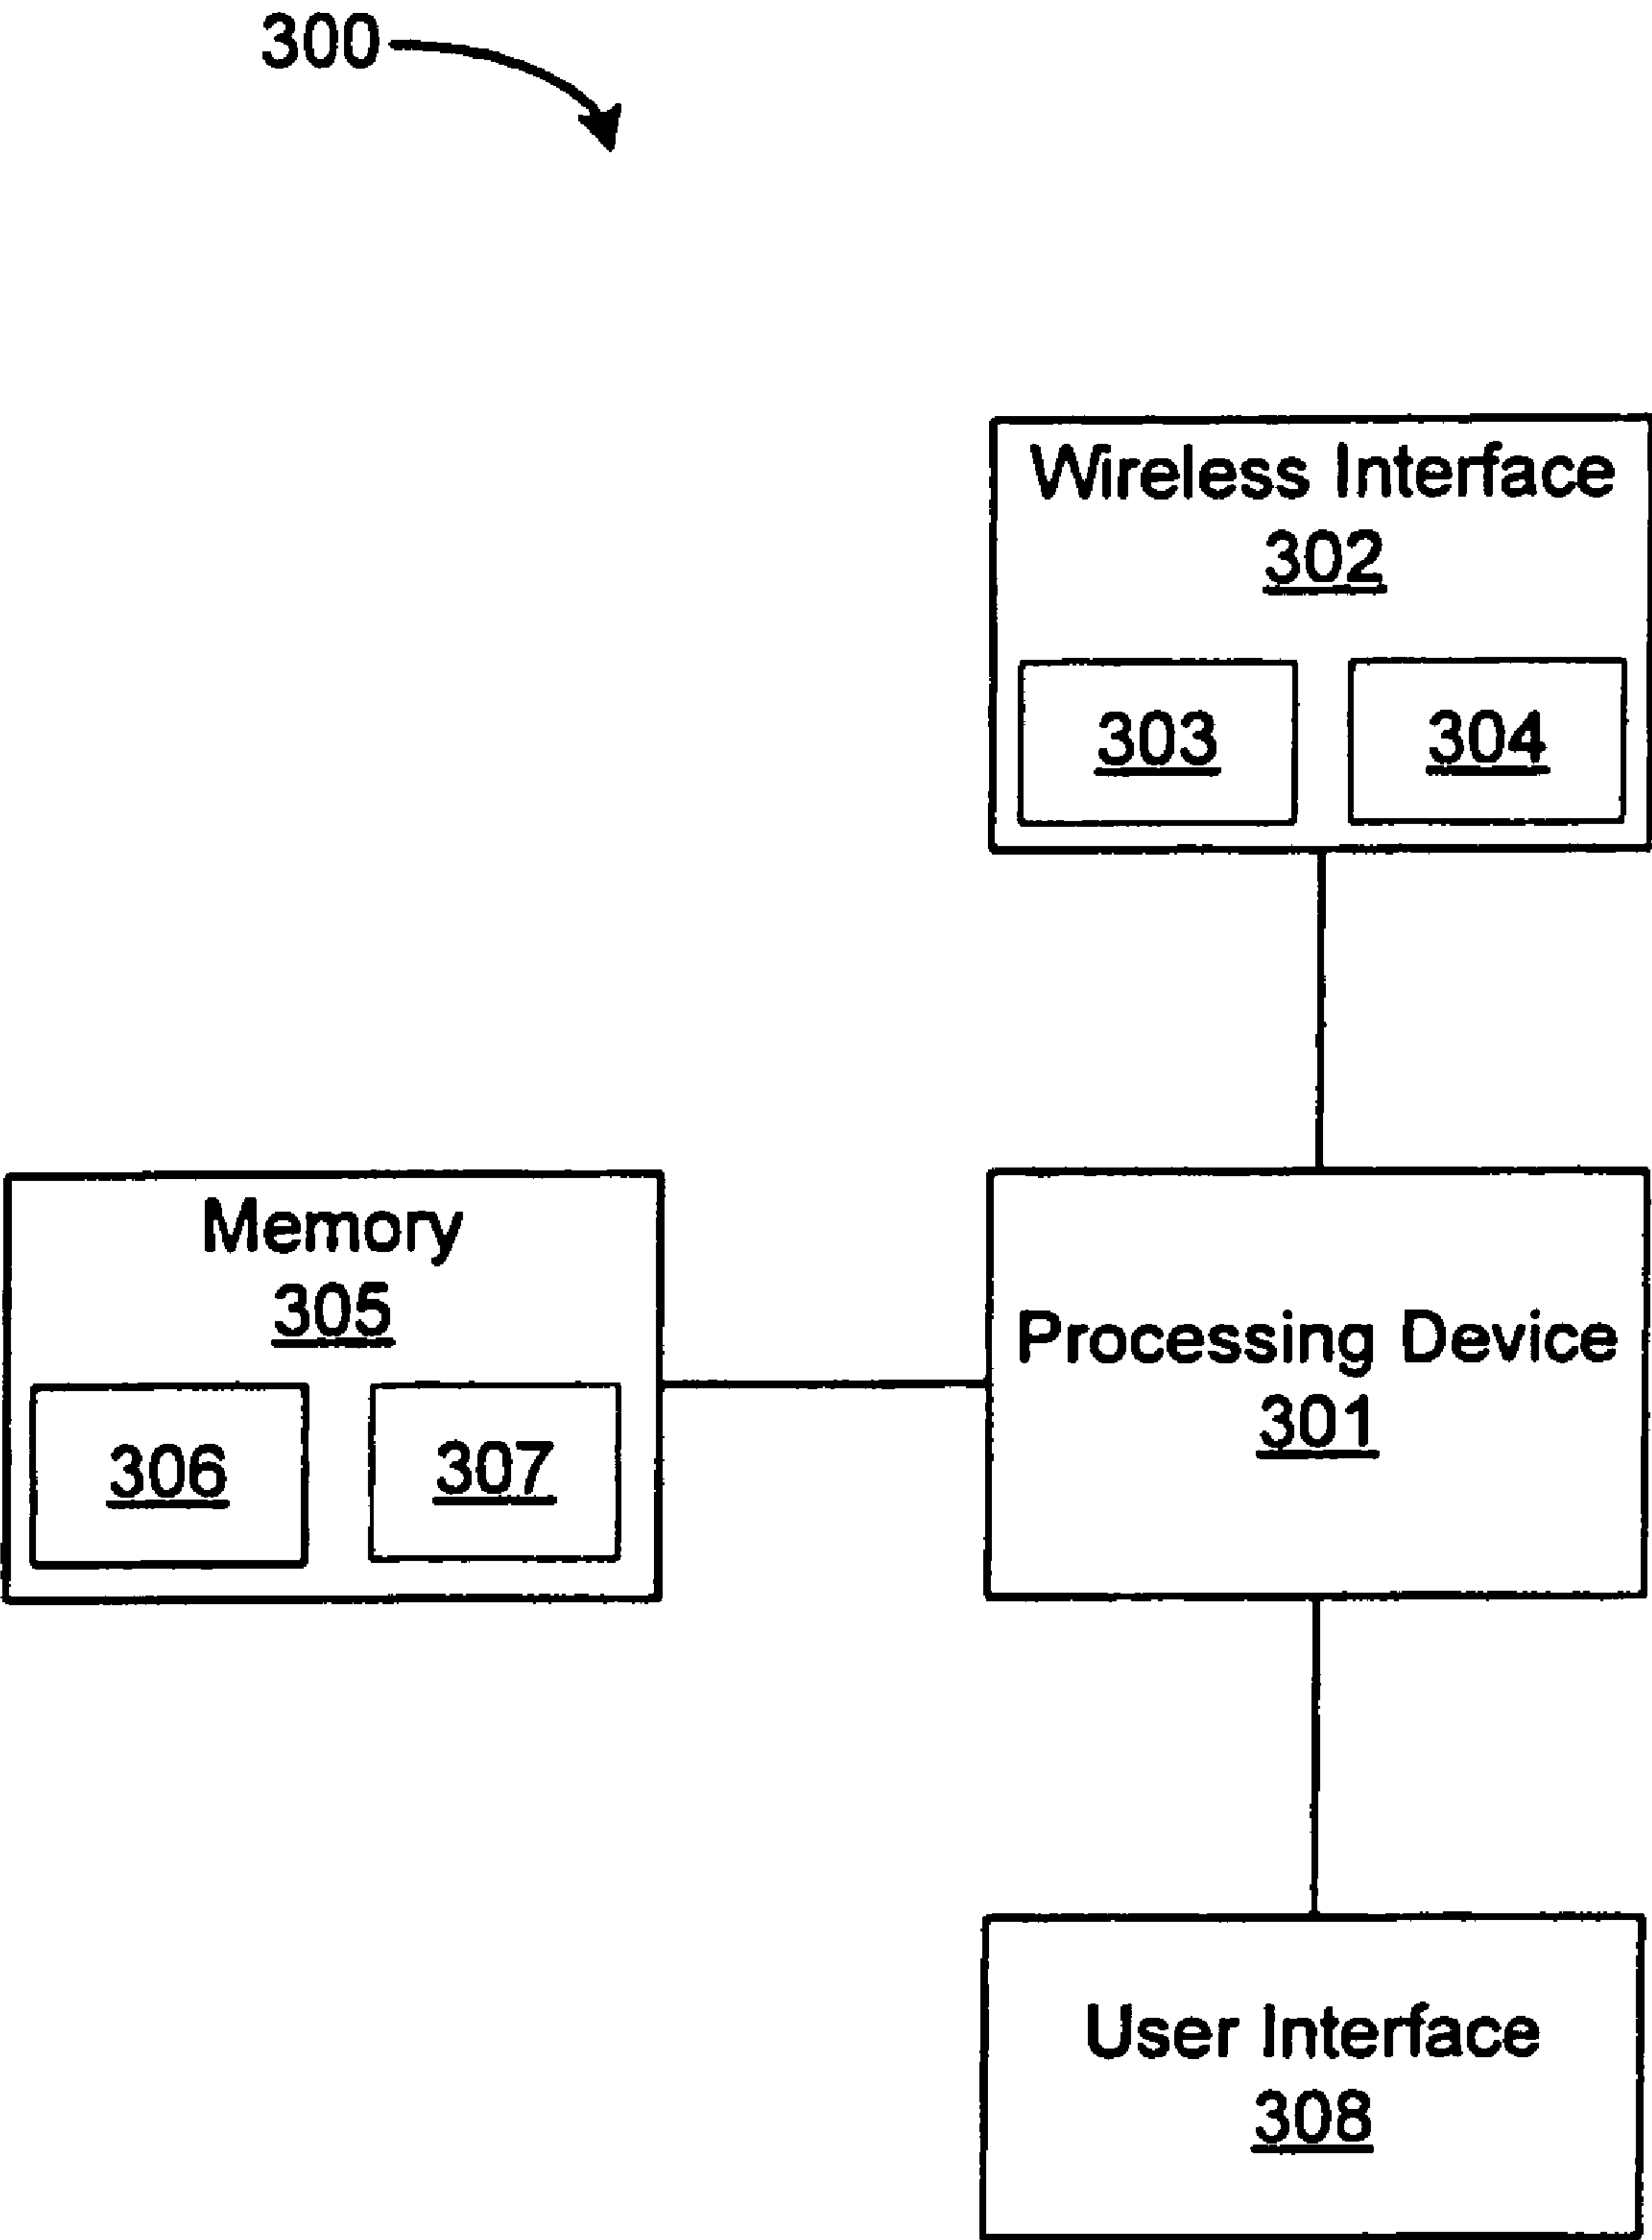 300
Wireless Interface
302
303 304
Memory
305
306 307
Processing Device
301
User Interface
308